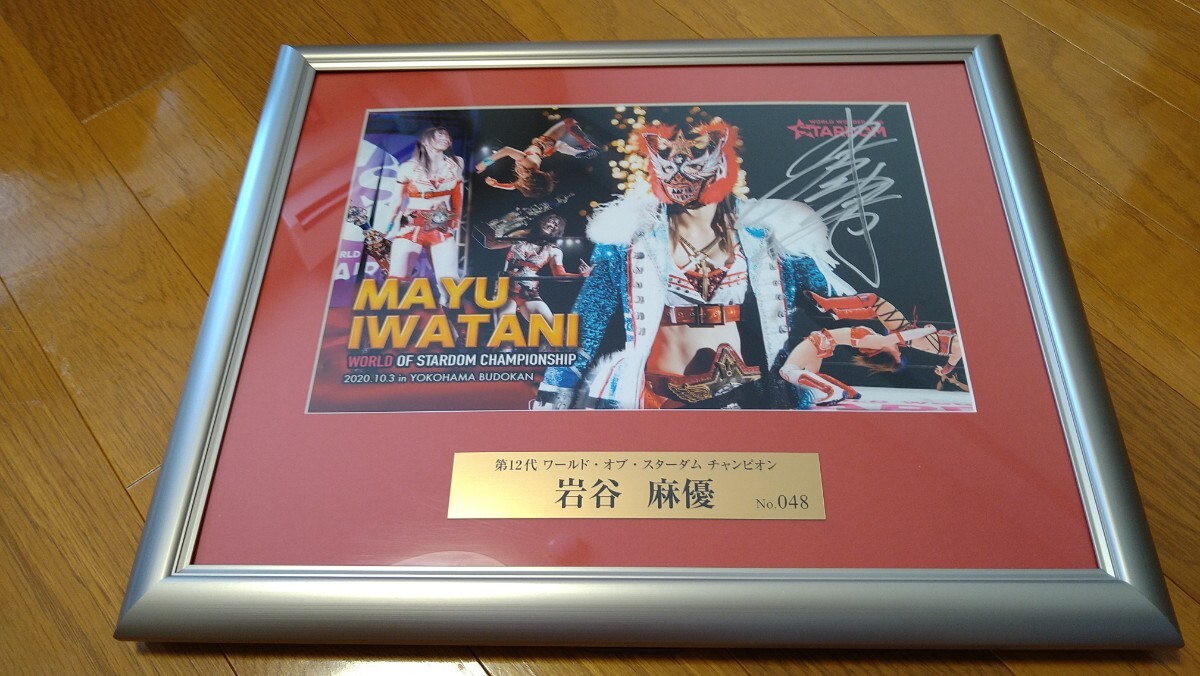 WORLD WONDER
STARDOM
MAYU
IWATANI
WORLD OF STARDOM CHAMPIONSHIP
2020.10.3 in YOKOHAMA BUDOKAN
第12代 ワールド・オブ・スターダム チャンピオン
岩谷 麻優 No.048